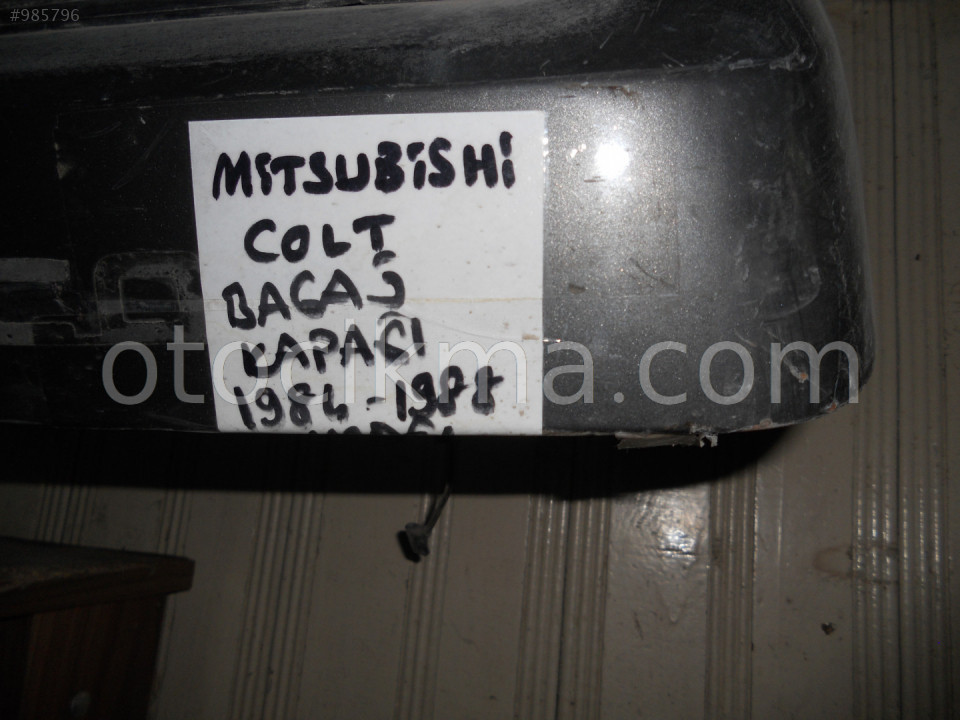 #985796
MITSUBiSHi
COLT
BAGAJ
KAPAĞI
1984-1988
otocikma.com